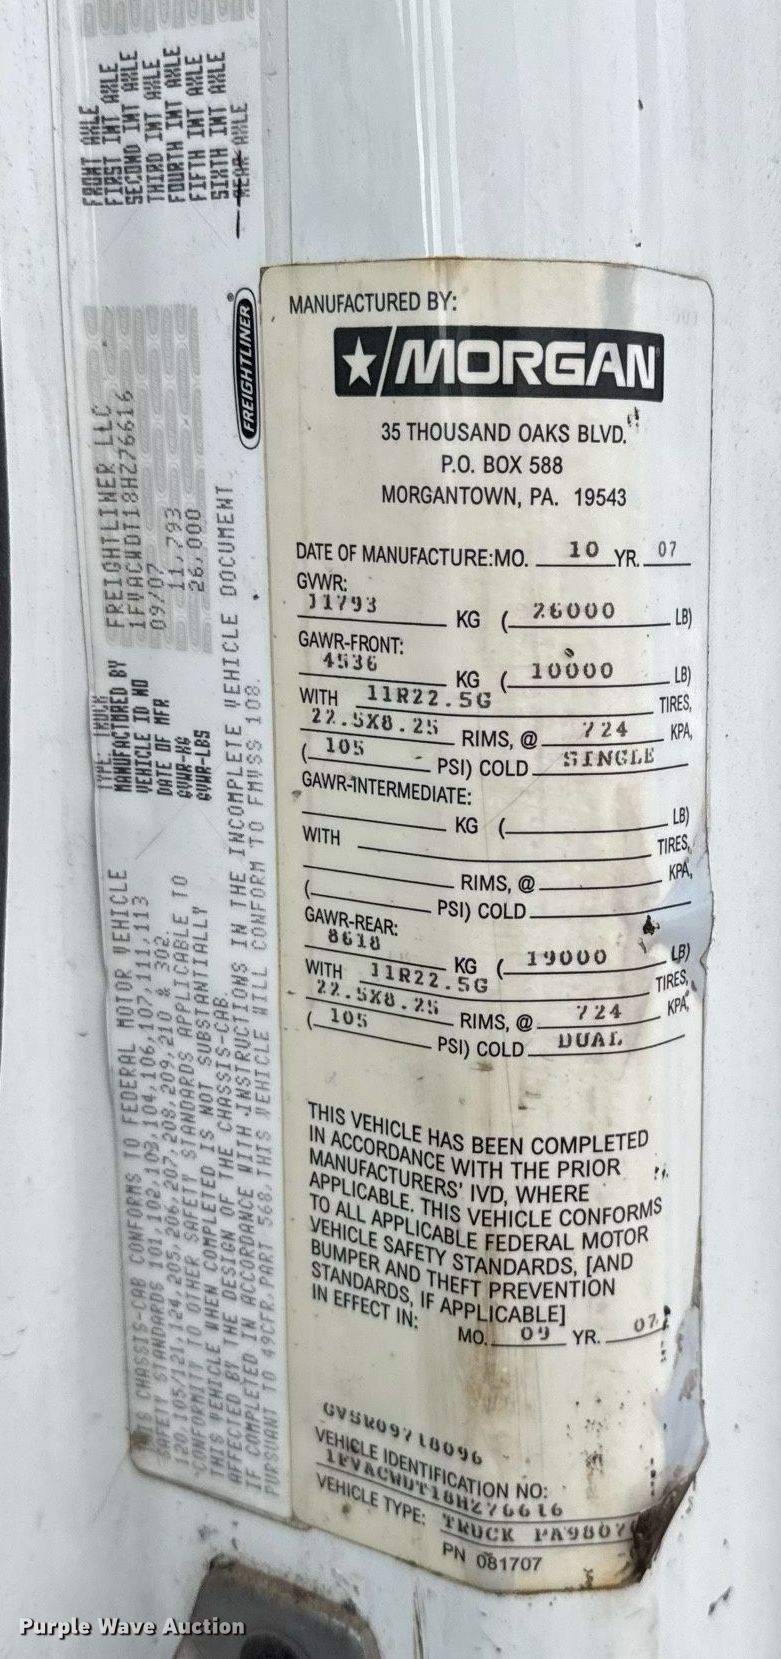 FRONT AXLE
FIRST INT AXLE
SECOND INT AXLE
THIRD INT AXLE
FOURTH INT AXLE
FIFTH INT AXLE
SIXTH INT AXLE
REAR AXLE
FREIGHTLINER
TYPE: TRUCK
MANUFACTURED BY FREIGHTLINER LLC
VEHICLE ID NO 1FVACWDT18HZ76616
DATE OF MFR 09/07
GVWR-KG 11,793
GVWR-LBS 26,000
THIS CHASSIS-CAB CONFORMS TO FEDERAL MOTOR VEHICLE
SAFETY STANDARDS 101,102,103,104,106,107,111,113
120,105/121,124,205,206,207,208,209,210 & 302.
CONFORMITY TO OTHER SAFETY STANDARDS APPLICABLE TO
THIS VEHICLE WHEN COMPLETED IS NOT SUBSTANTIALLY
AFFECTED BY THE DESIGN OF THE CHASSIS-CAB.
IF COMPLETED IN ACCORDANCE WITH INSTRUCTIONS IN THE INCOMPLETE VEHICLE DOCUMENT
PURSUANT TO 49CFR,PART 568,THIS VEHICLE WILL CONFORM TO FMVSS 108.
MANUFACTURED BY:
MORGAN
35 THOUSAND OAKS BLVD.
P.O. BOX 588
MORGANTOWN, PA. 19543
DATE OF MANUFACTURE:MO. 10 YR. 07
GVWR:
11793 KG ( 26000 LB)
GAWR-FRONT:
4536 KG ( 10000 LB)
WITH 11R22.5G TIRES,
22.5X8.25 RIMS, @ 724 KPA,
( 105 PSI) COLD SINGLE
GAWR-INTERMEDIATE:
KG ( LB)
WITH TIRES,
RIMS, @ KPA,
( PSI) COLD
GAWR-REAR:
8618 KG ( 19000 LB)
WITH 11R22.5G TIRES,
22.5X8.25 RIMS, @ 724 KPA,
( 105 PSI) COLD DUAL
THIS VEHICLE HAS BEEN COMPLETED
IN ACCORDANCE WITH THE PRIOR
MANUFACTURERS' IVD, WHERE
APPLICABLE. THIS VEHICLE CONFORMS
TO ALL APPLICABLE FEDERAL MOTOR
VEHICLE SAFETY STANDARDS, [AND
BUMPER AND THEFT PREVENTION
STANDARDS, IF APPLICABLE]
IN EFFECT IN:
MO. 09 YR. 07
GVSR09718096
VEHICLE IDENTIFICATION NO:
1FVACWDT18HZ76616
VEHICLE TYPE: TRUCK
PN 081707
Purple Wave Auction